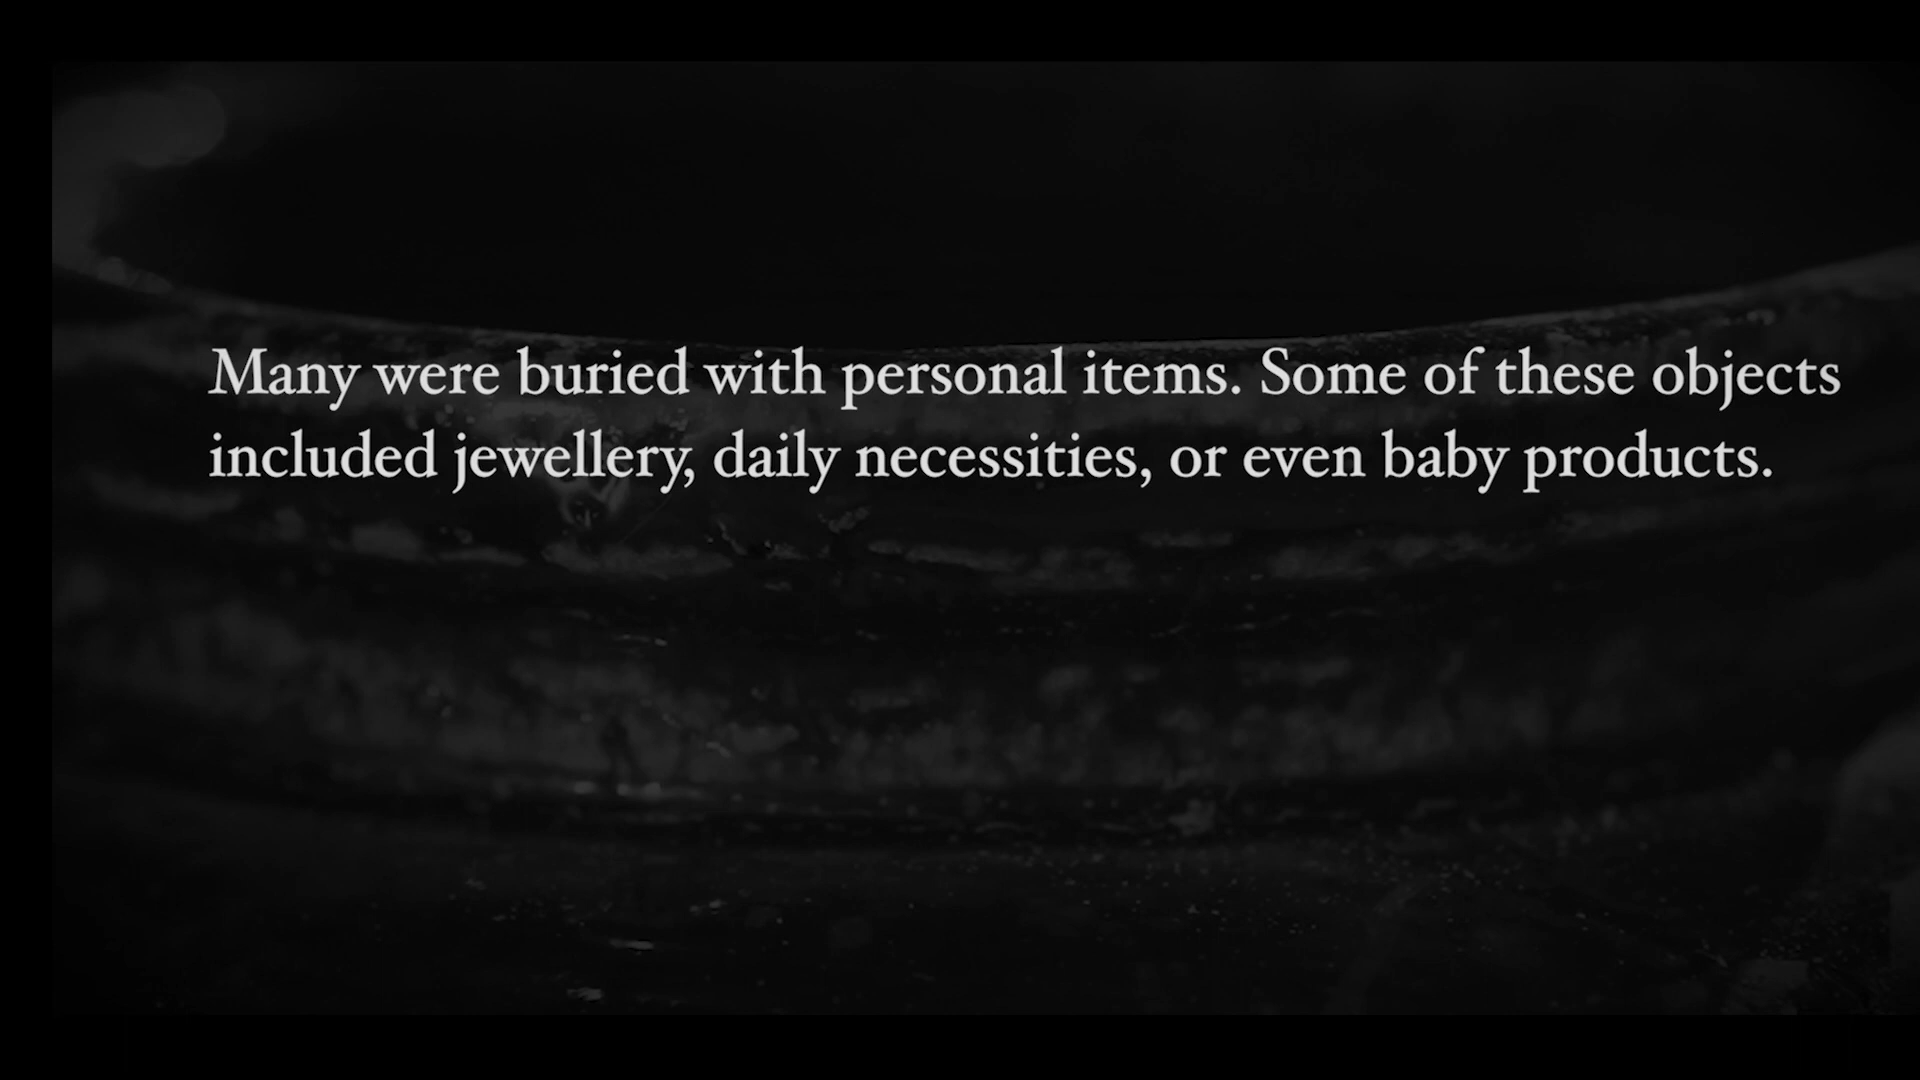 Many were buried with personal items. Some of these objects
included jewellery, daily necessities, or even baby products.